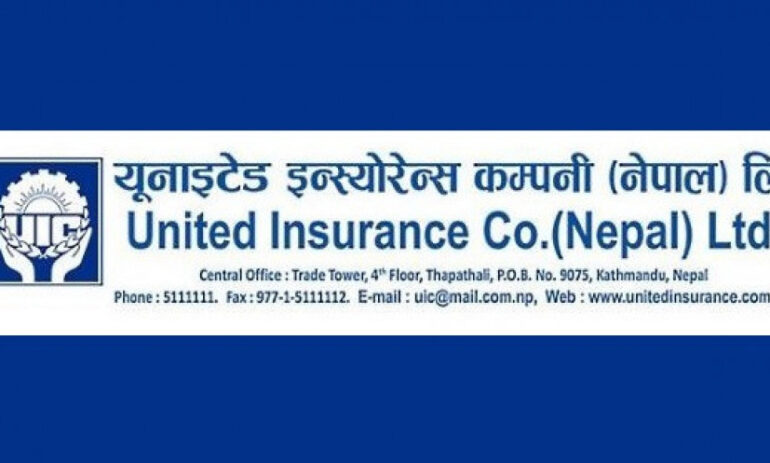 UIC
यूनाइटेड इन्स्योरेन्स कम्पनी (नेपाल) लि
United Insurance Co.(Nepal) Ltd
Central Office : Trade Tower, 4th Floor, Thapathali, P.O.B. No. 9075, Kathmandu, Nepal
Phone : 5111111. Fax : 977-1-5111112. E-mail : uic@mail.com.np, Web : www.unitedinsurance.com